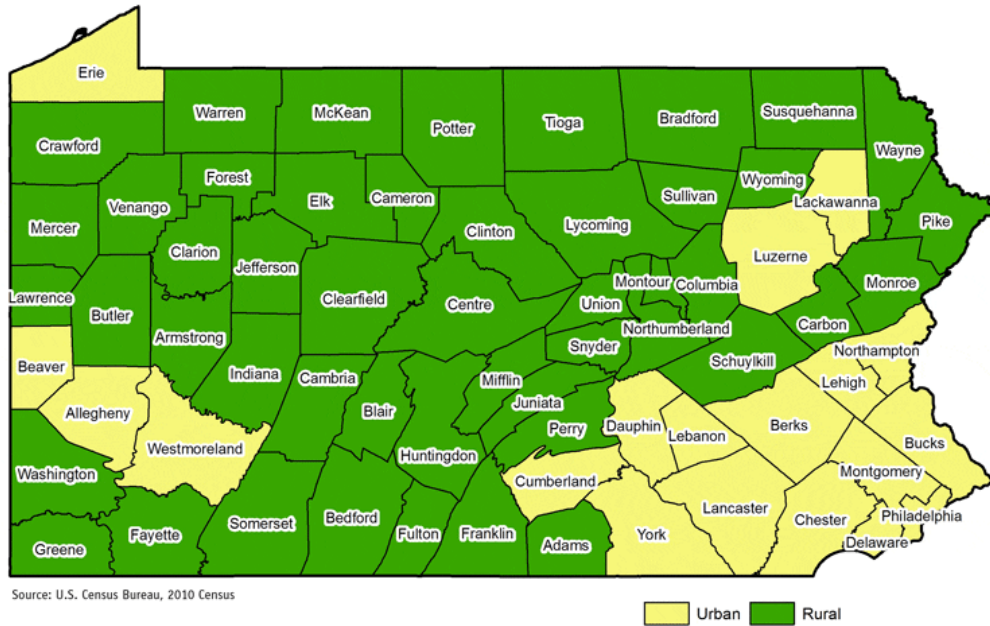 Erie
Warren
McKean
Potter
Tioga
Bradford
Susquehanna
Wayne
Crawford
Forest
Elk
Cameron
Sullivan
Wyoming
Lackawanna
Pike
Mercer
Venango
Clarion
Jefferson
Clinton
Lycoming
Luzerne
Monroe
Lawrence
Butler
Armstrong
Clearfield
Centre
Union
Montour
Columbia
Carbon
Northumberland
Snyder
Schuylkill
Northampton
Beaver
Indiana
Cambria
Mifflin
Lehigh
Allegheny
Blair
Juniata
Perry
Dauphin
Lebanon
Berks
Bucks
Westmoreland
Huntingdon
Washington
Cumberland
Montgomery
Lancaster
Chester
Philadelphia
Delaware
Greene
Fayette
Somerset
Bedford
Fulton
Franklin
Adams
York
Source: U.S. Census Bureau, 2010 Census
Urban
Rural